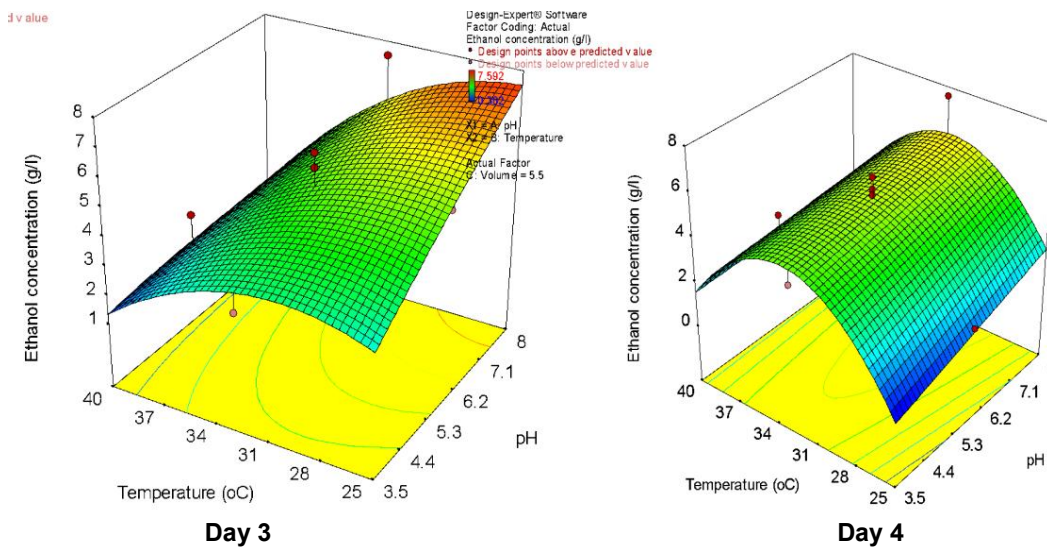 d v alue
Design-Expert® Software
Factor Coding: Actual
Ethanol concentration (g/l)
Design points above predicted v alue
Design points below predicted v alue
7.592
X1 = A: pH
X2 = B: Temperature
Actual Factor
C: Volume = 5.5
Ethanol concentration (g/l)
8
7
6
5
4
3
2
1
40
37
34
31
28
25
Temperature (oC)
3.5
4.4
5.3
6.2
7.1
8
pH
Day 3
Ethanol concentration (g/l)
8
6
4
2
0
40
37
34
31
28
25
Temperature (oC)
3.5
4.4
5.3
6.2
7.1
pH
Day 4